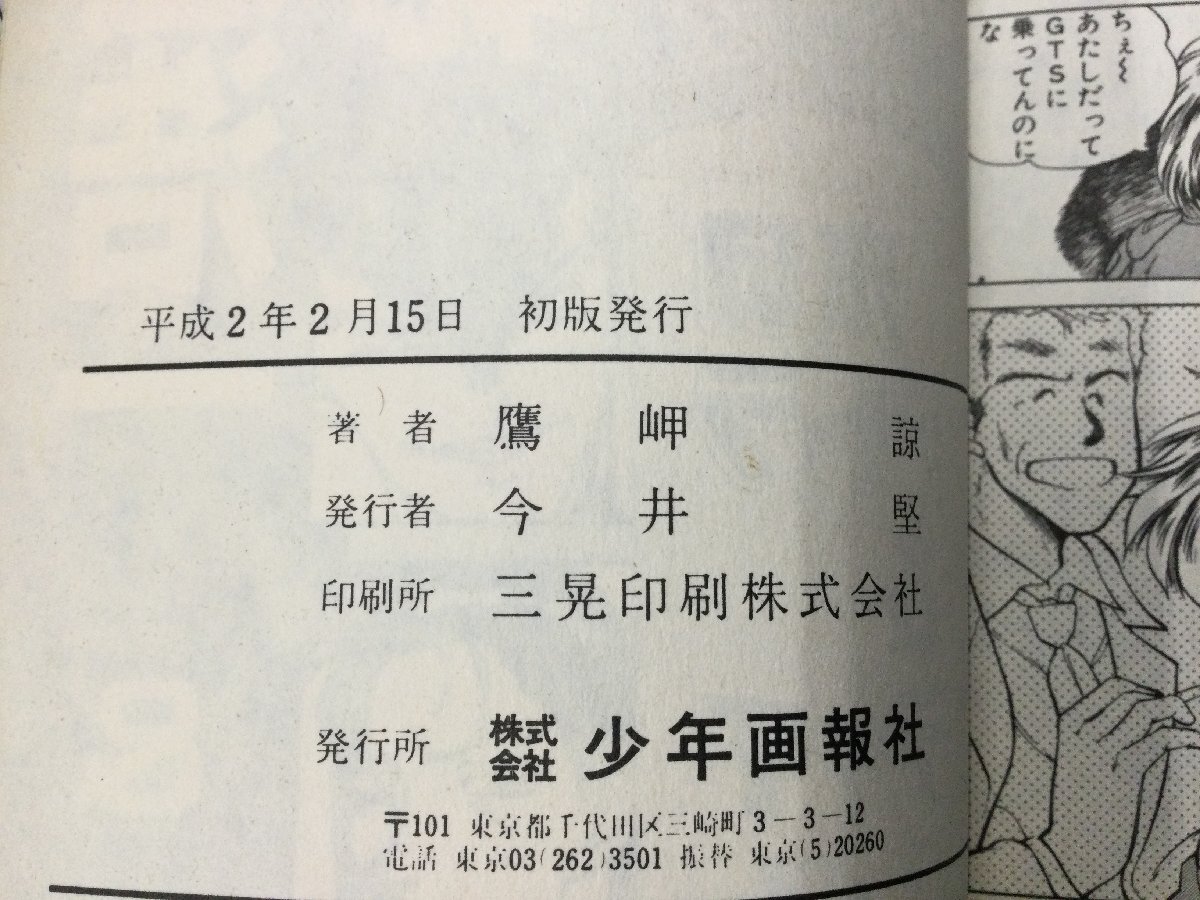 平成2年2月15日 初版発行
著者 鷹岬 諒
発行者 今井 堅
印刷所 三晃印刷株式会社
発行所 株式会社 少年画報社
〒101 東京都千代田区三崎町3-3-12
電話 東京03(262)3501 振替 東京(5)20260
ちぇ〜
あたしだって
GTSに
乗ってんのに
な